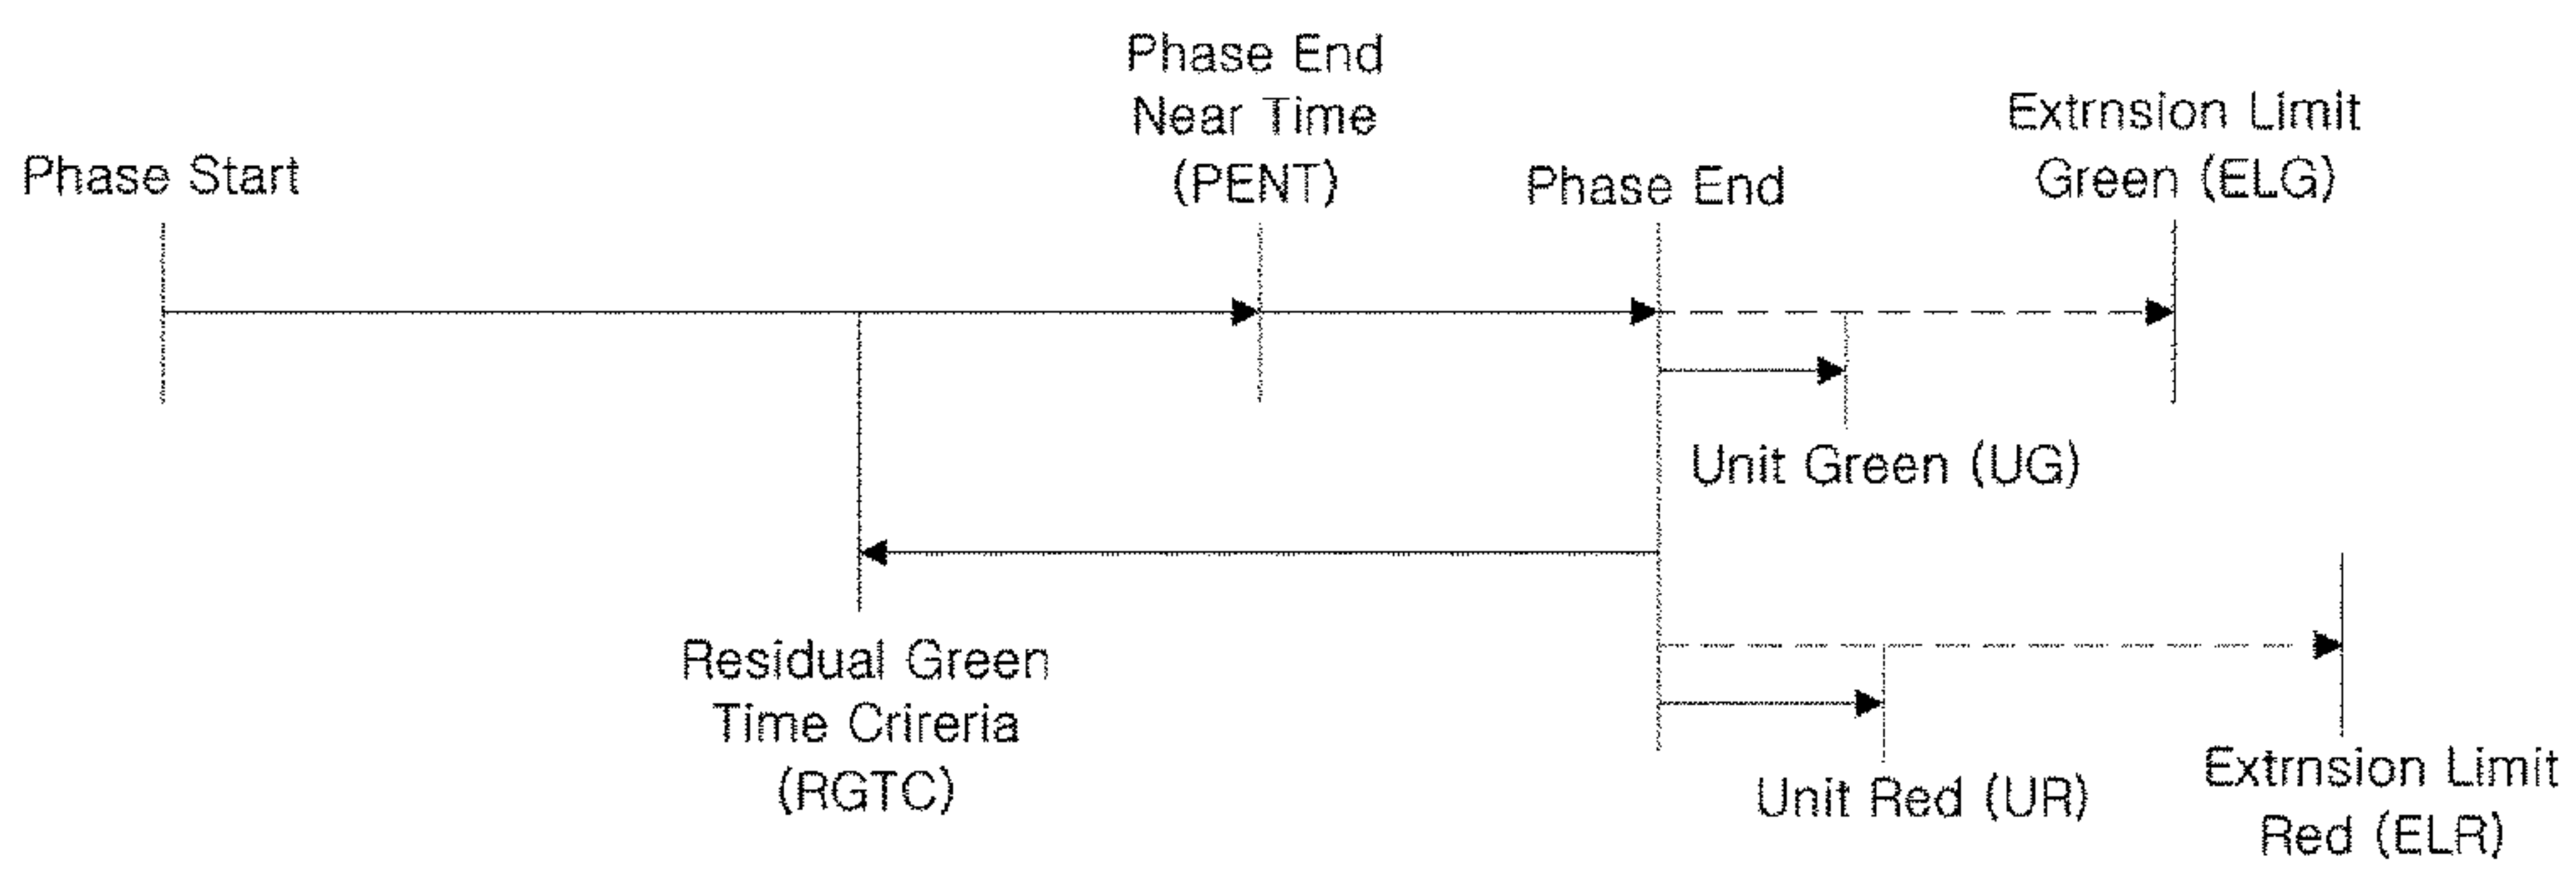 Phase Start
Phase End
Near Time
(PENT)
Phase End
Extrnsion Limit
Green (ELG)
Unit Green (UG)
Residual Green
Time Crireria
(RGTC)
Unit Red (UR)
Extrnsion Limit
Red (ELR)